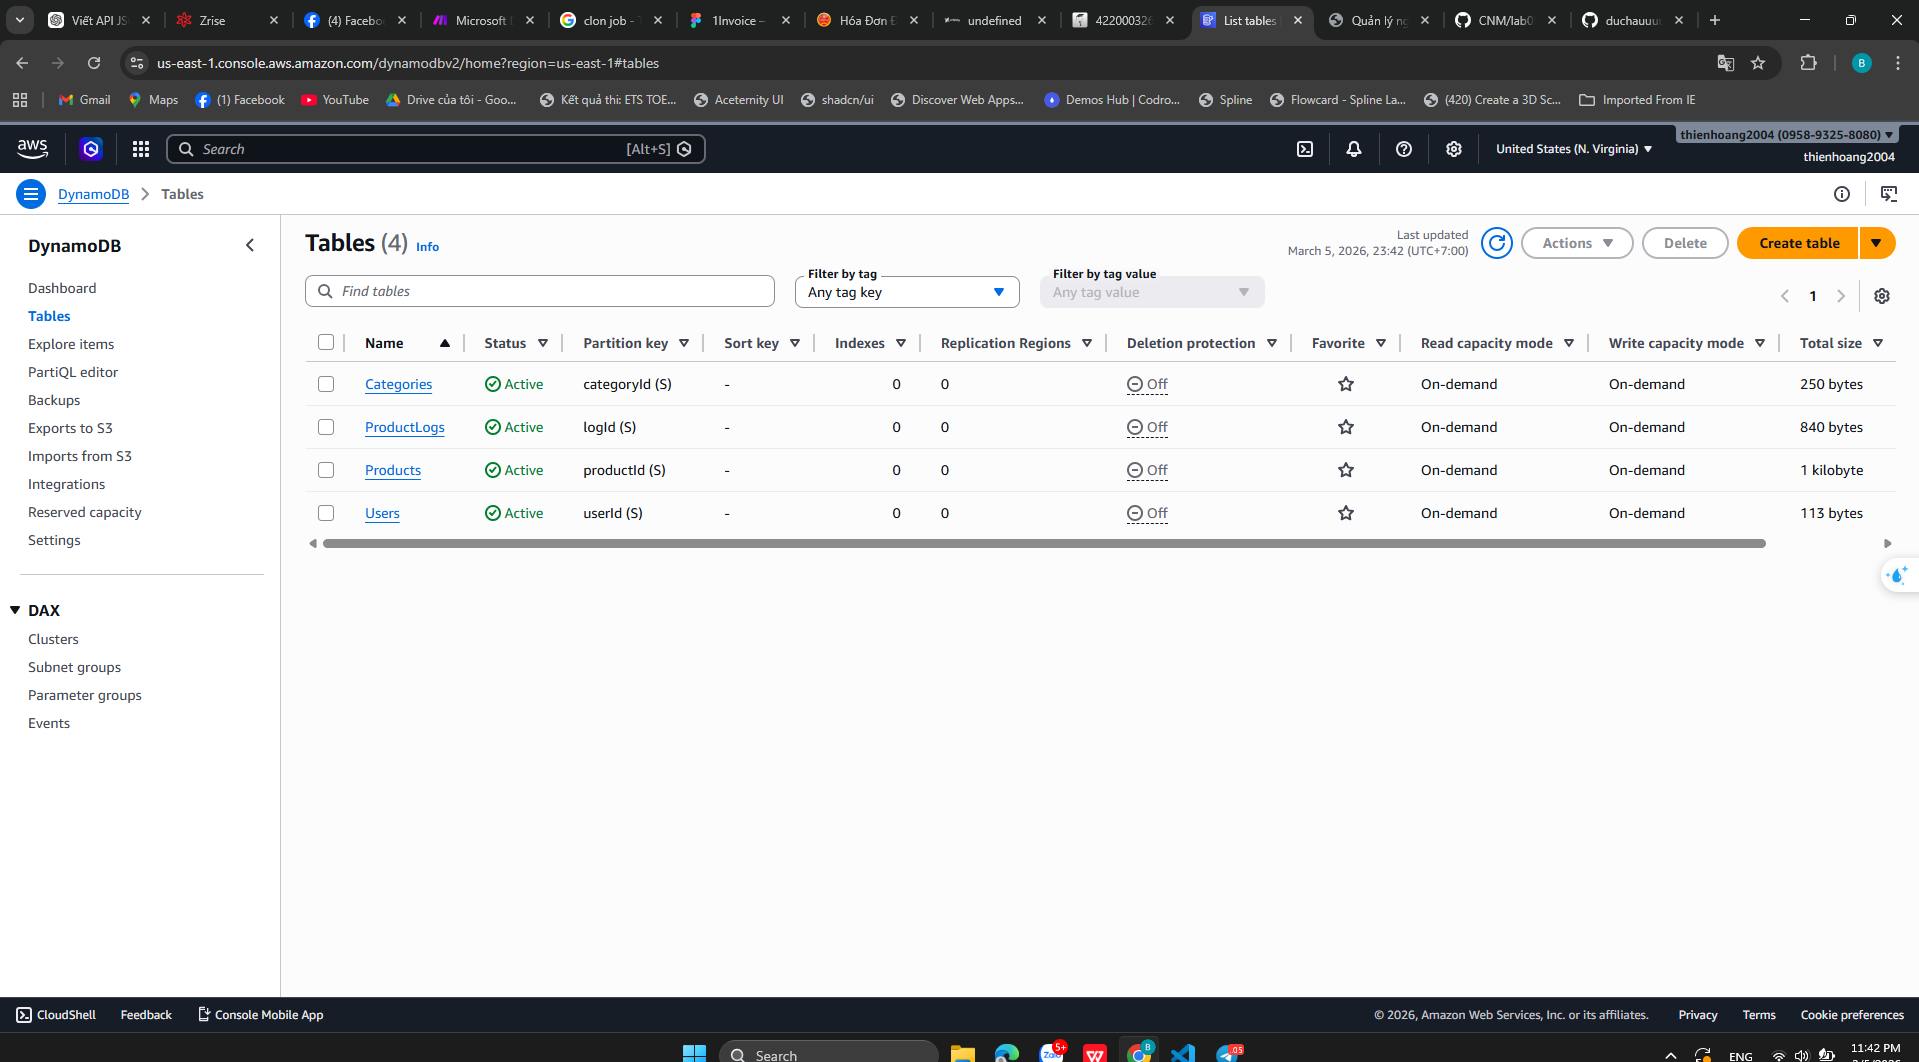 Viết API JS
Zrise
(4) Facebo
Microsoft
clon job -
1Invoice –
Hóa Đơn
undefined
422000326
List tables
Quản lý
CNM/lab0
duchauuu
us-east-1.console.aws.amazon.com/dynamodbv2/home?region=us-east-1#tables
B
Gmail
Maps
(1) Facebook
YouTube
Drive của tôi - Goo...
Kết quả thi: ETS TOE...
Aceternity UI
shadcn/ui
Discover Web Apps...
Demos Hub | Codro...
Spline
Flowcard - Spline La...
(420) Create a 3D Sc...
Imported From IE
aws
Search
[Alt+S]
United States (N. Virginia)
thienhoang2004 (0958-9325-8080)
thienhoang2004
DynamoDB
Tables
DynamoDB
Dashboard
Tables
Explore items
PartiQL editor
Backups
Exports to S3
Imports from S3
Integrations
Reserved capacity
Settings
DAX
Clusters
Subnet groups
Parameter groups
Events
Tables (4) Info
Last updated
March 5, 2026, 23:42 (UTC+7:00)
Actions
Delete
Create table
Find tables
Filter by tag
Any tag key
Filter by tag value
Any tag value
1
Name Status Partition key Sort key Indexes Replication Regions Deletion protection Favorite Read capacity mode Write capacity mode Total size
Categories Active categoryId (S) - 0 0 Off On-demand On-demand 250 bytes
ProductLogs Active logId (S) - 0 0 Off On-demand On-demand 840 bytes
Products Active productId (S) - 0 0 Off On-demand On-demand 1 kilobyte
Users Active userId (S) - 0 0 Off On-demand On-demand 113 bytes
CloudShell
Feedback
Console Mobile App
© 2026, Amazon Web Services, Inc. or its affiliates.
Privacy
Terms
Cookie preferences
Search
Zalo
5+
B
ENG
11:42 PM